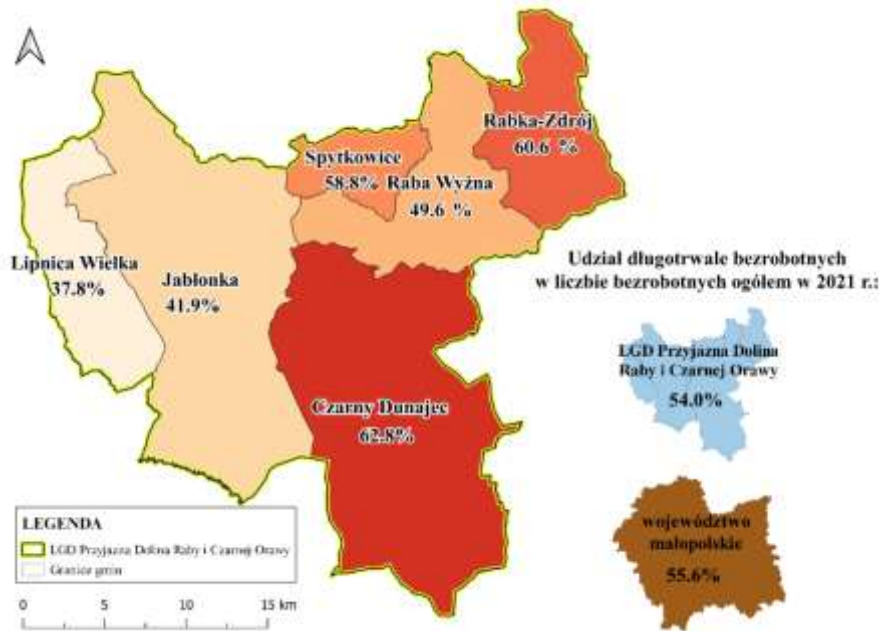 Rabka-Zdrój
60.6 %
Spytkowice
58.8%
Raba Wyżna
49.6 %
Lipnica Wielka
37.8%
Jabłonka
41.9%
Czarny Dunajec
62.8%
Udział długotrwale bezrobotnych
w liczbie bezrobotnych ogółem w 2021 r.:
LGD Przyjazna Dolina
Raby i Czarnej Orawy
54.0%
województwo
małopolskie
55.6%
LEGENDA
LGD Przyjazna Dolina Raby i Czarnej Orawy
Granice gmin
0 5 10 15 km